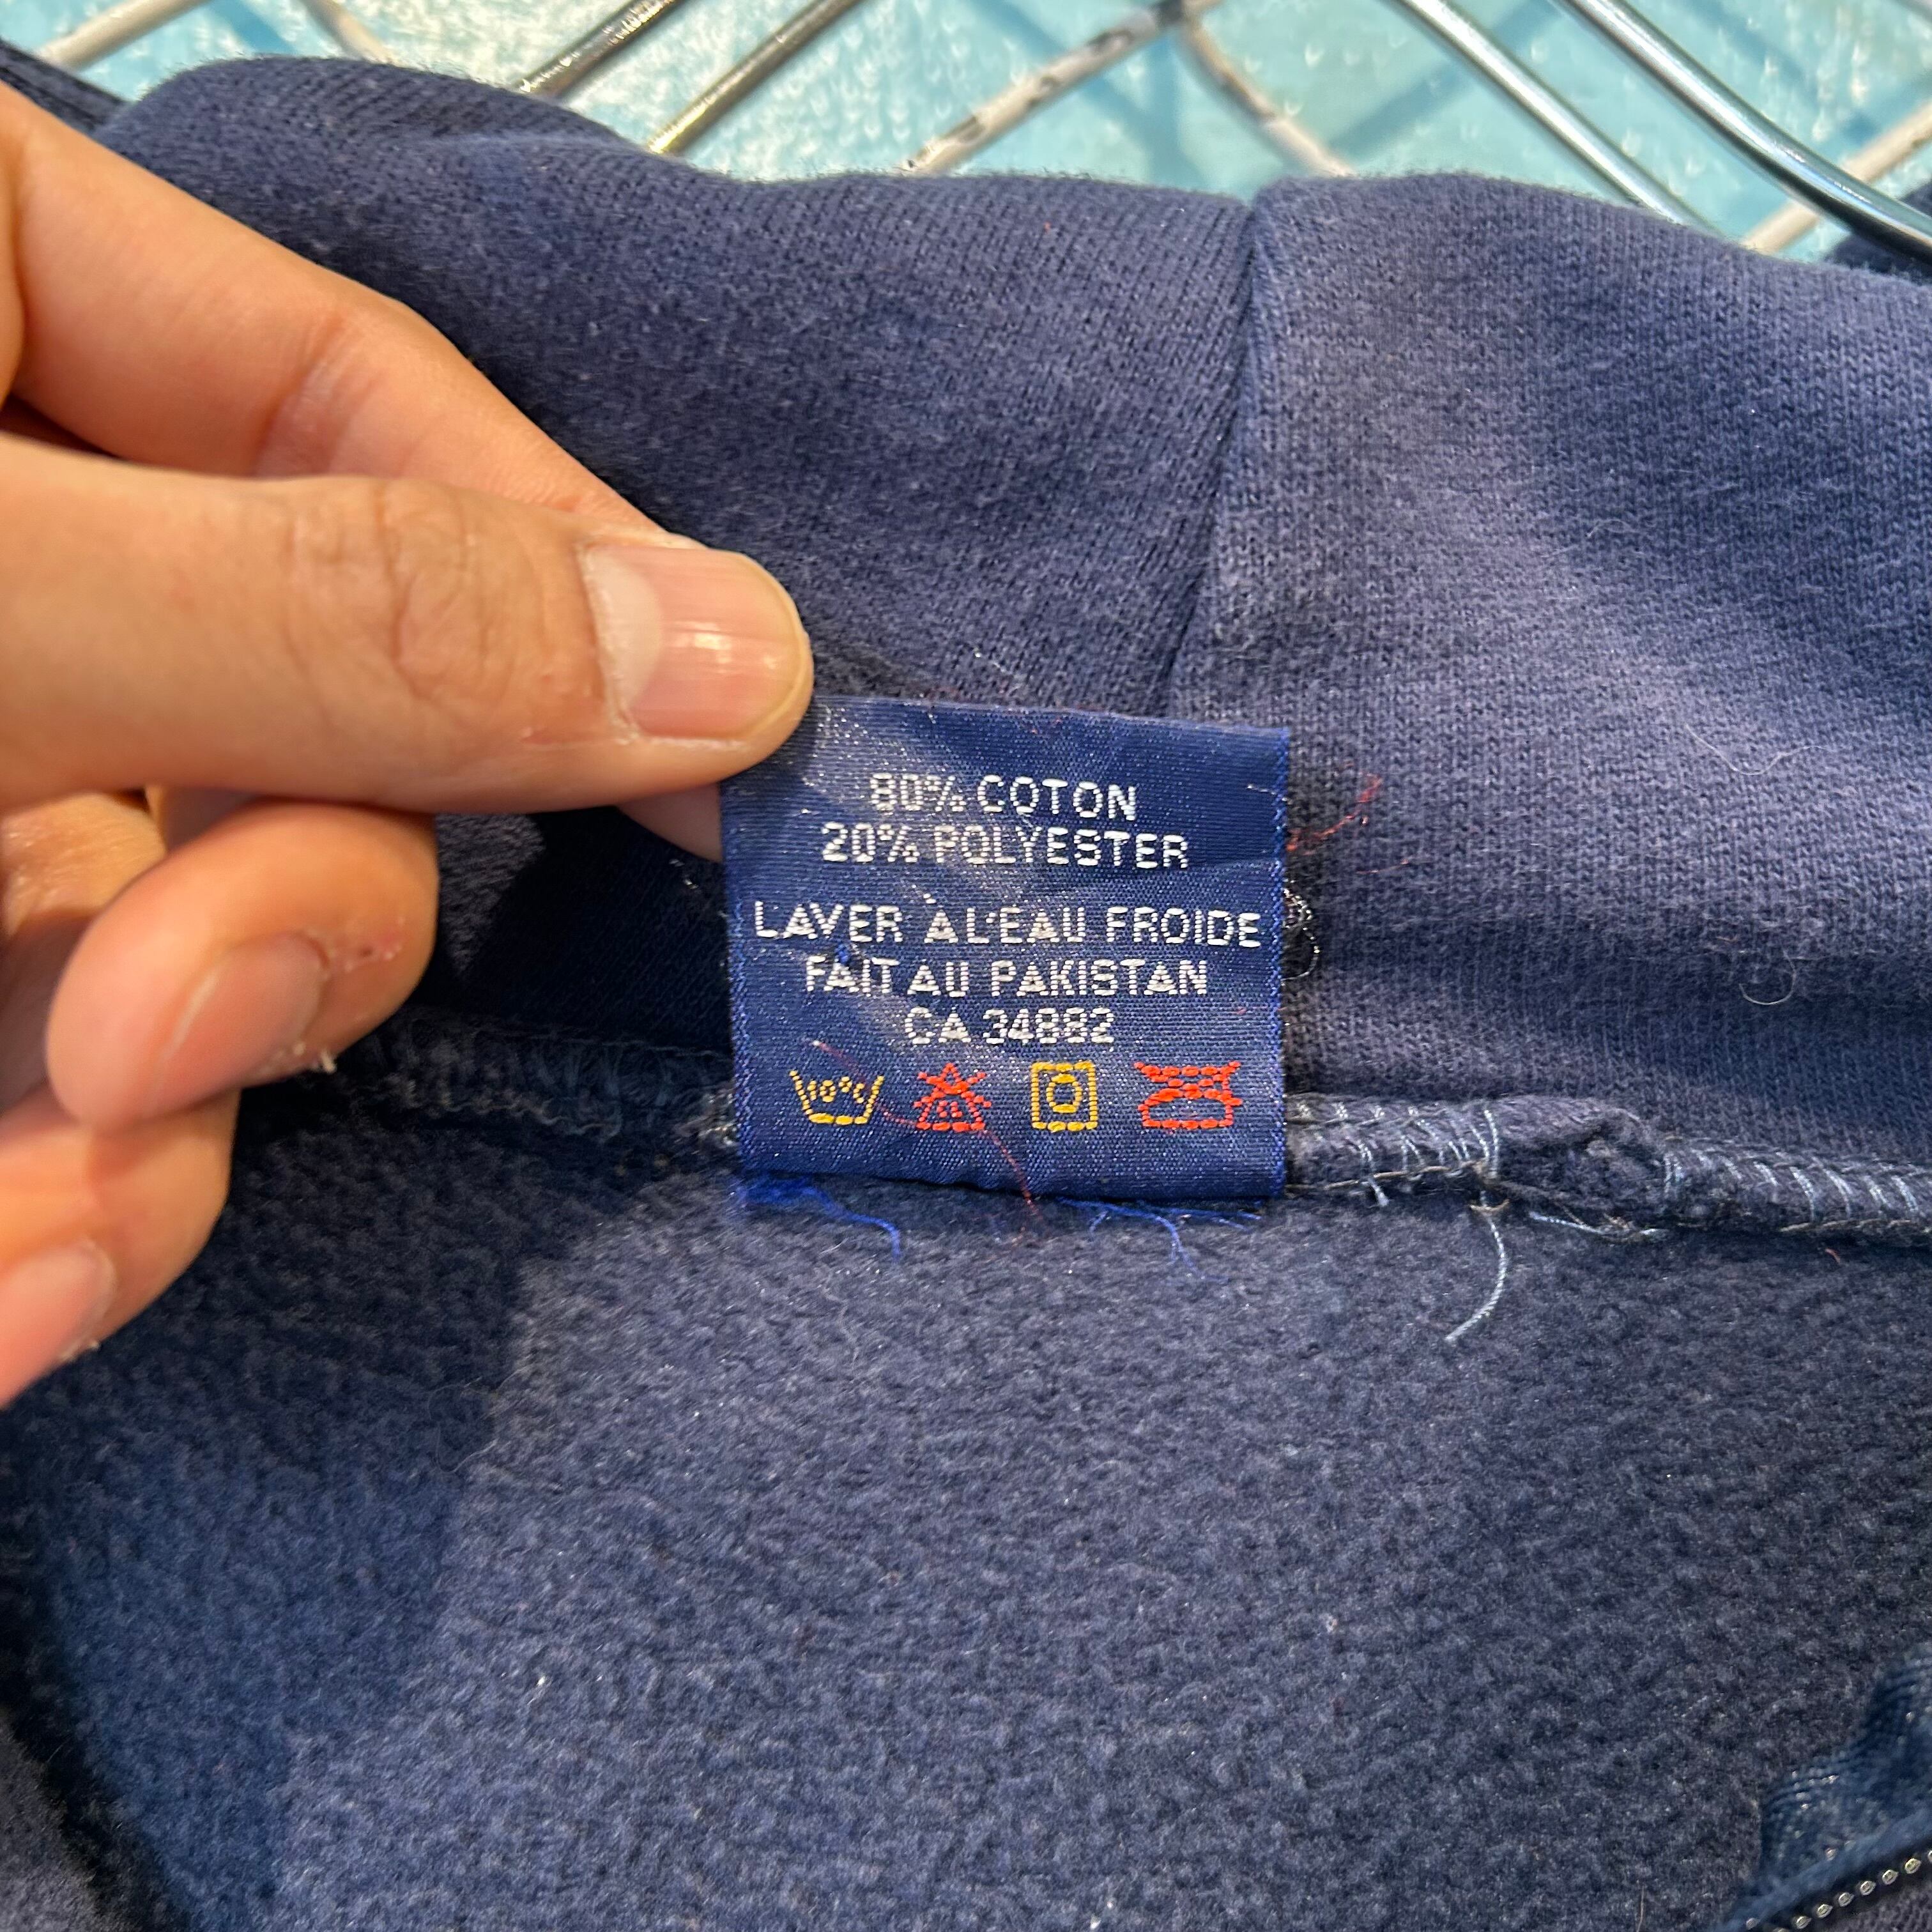 80% COTON
20% POLYESTER
LAVER À L'EAU FROIDE
FAIT AU PAKISTAN
CA 34882